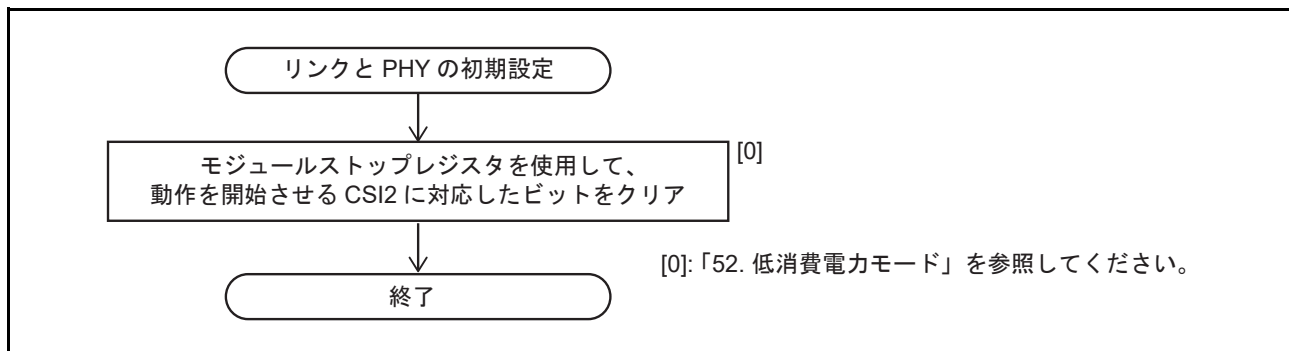 リンクと PHY の初期設定
モジュールストップレジスタを使用して、
動作を開始させる CSI2 に対応したビットをクリア
[0]
[0]:「52. 低消費電力モード」を参照してください。
終了